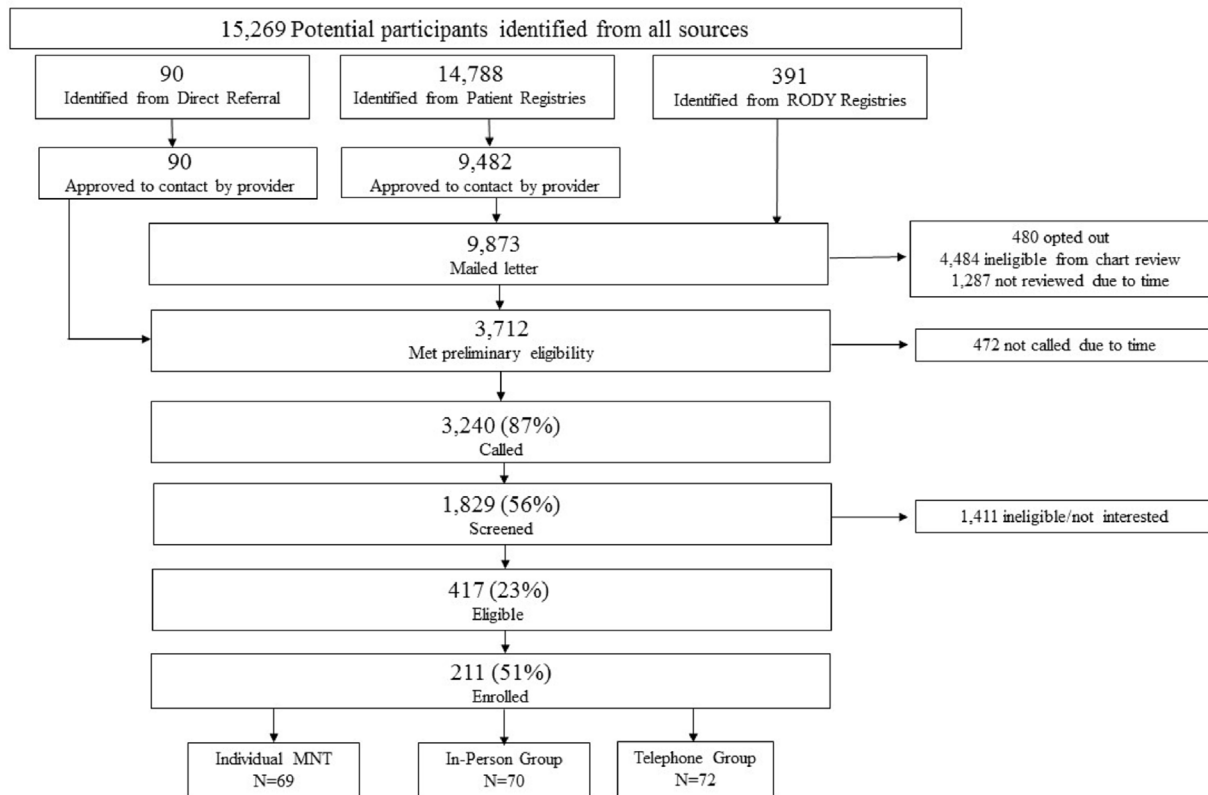 15,269 Potential participants identified from all sources
90
Identified from Direct Referral
14,788
Identified from Patient Registries
391
Identified from RODY Registries
90
Approved to contact by provider
9,482
Approved to contact by provider
9,873
Mailed letter
480 opted out
4,484 ineligible from chart review
1,287 not reviewed due to time
3,712
Met preliminary eligibility
472 not called due to time
3,240 (87%)
Called
1,829 (56%)
Screened
1,411 ineligible/not interested
417 (23%)
Eligible
211 (51%)
Enrolled
Individual MNT
N=69
In-Person Group
N=70
Telephone Group
N=72